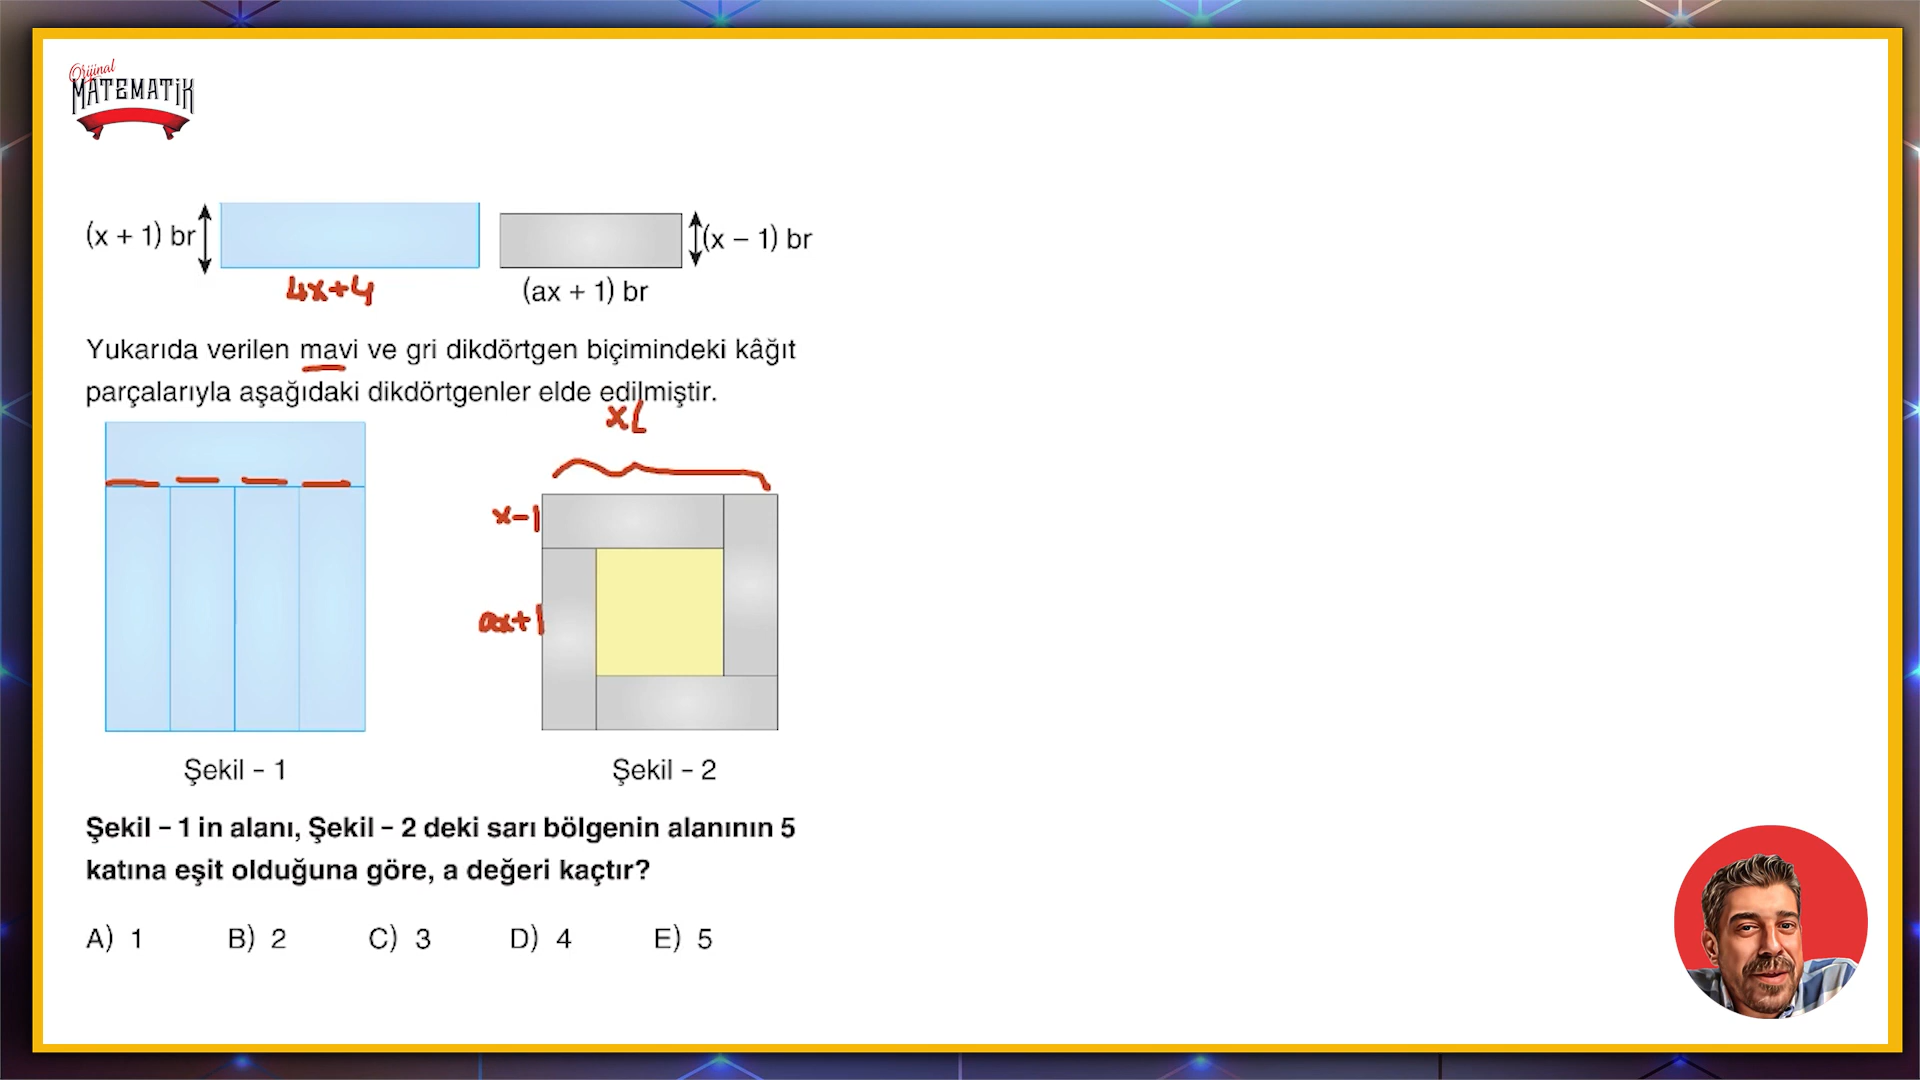 Orijinal
MATEMATİK
(x + 1) br
(x – 1) br
4x+4
(ax + 1) br
Yukarıda verilen mavi ve gri dikdörtgen biçimindeki kâğıt
parçalarıyla aşağıdaki dikdörtgenler elde edilmiştir.
x-1
ax+1
Şekil – 1
Şekil – 2
Şekil – 1 in alanı, Şekil – 2 deki sarı bölgenin alanının 5
katına eşit olduğuna göre, a değeri kaçtır?
A) 1 B) 2 C) 3 D) 4 E) 5